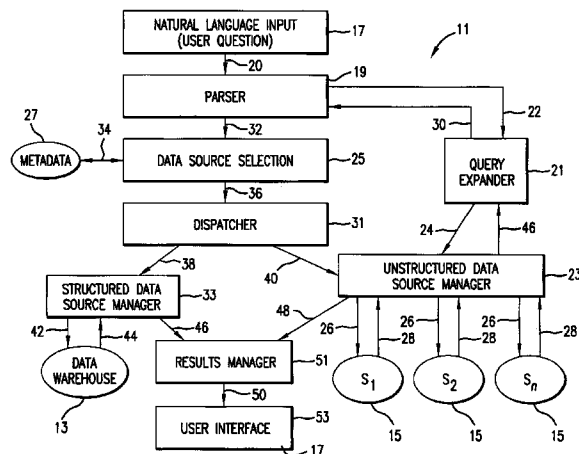 NATURAL LANGUAGE INPUT
(USER QUESTION)
17
11
20
19
PARSER
27
34
32
30
22
METADATA
DATA SOURCE SELECTION
25
QUERY
EXPANDER
21
36
DISPATCHER
31
24
46
38
40
STRUCTURED DATA
SOURCE MANAGER
33
UNSTRUCTURED DATA
SOURCE MANAGER
23
42
44
46
48
26
28
26
28
26
28
DATA
WAREHOUSE
13
RESULTS MANAGER
51
S1
S2
Sn
15
15
15
50
USER INTERFACE
53
17